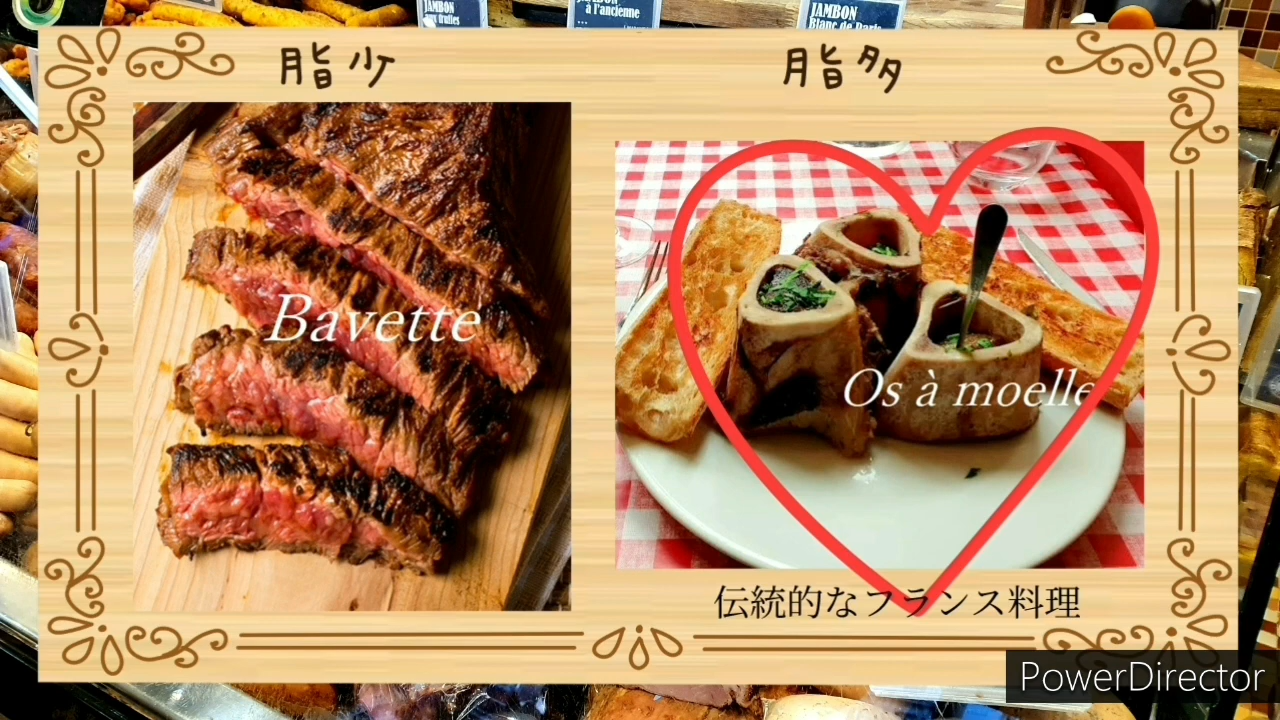 JAMBON
à l'ancienne
JAMBON
Blanc de Paris
脂少
脂多
Bavette
Os à moelle
伝統的なフランス料理
PowerDirector